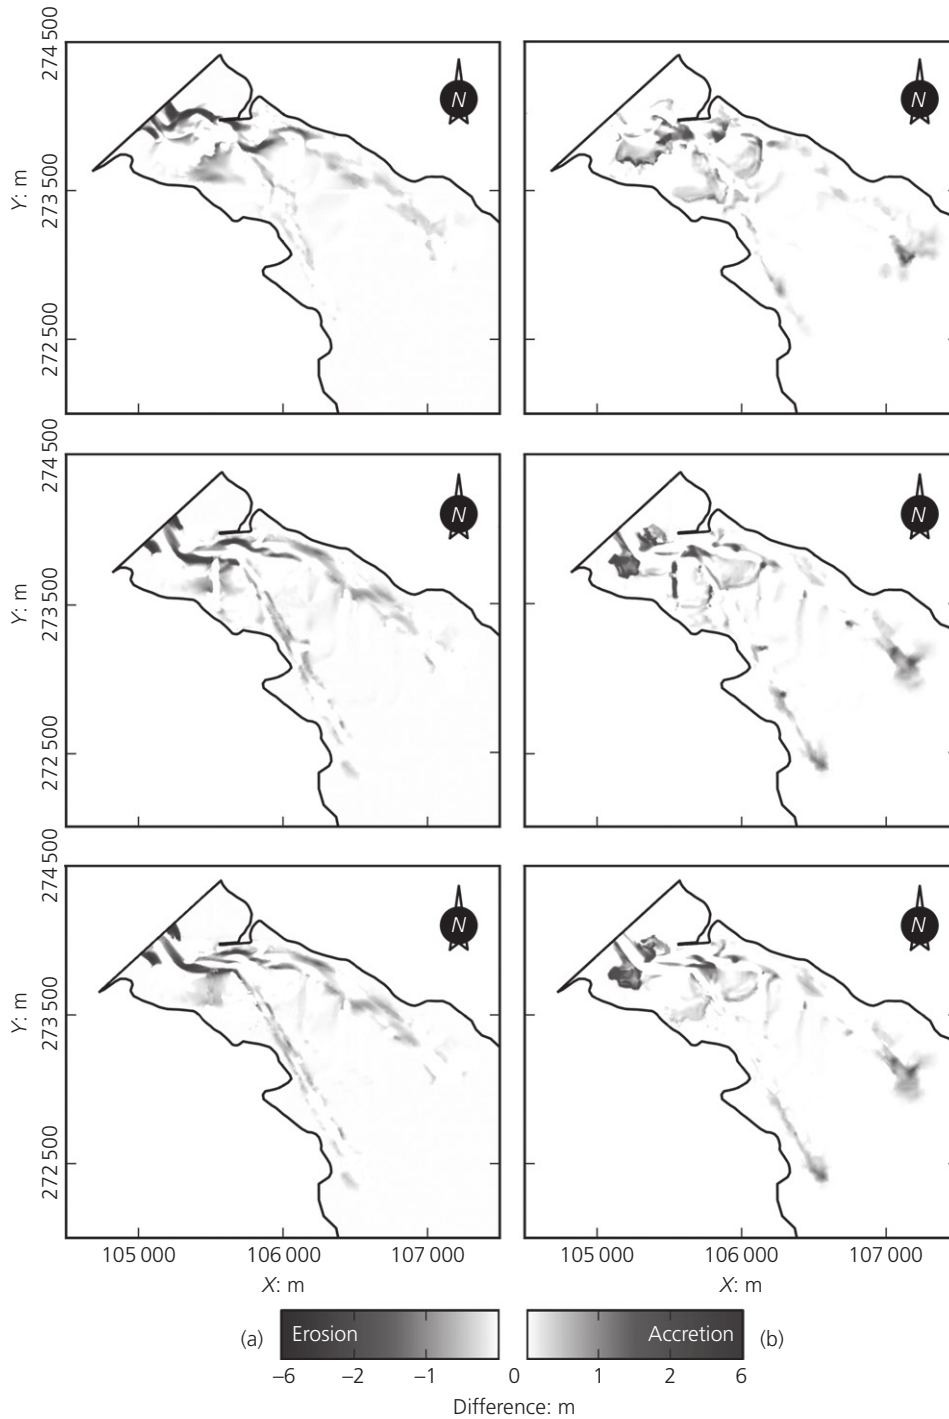 274 500
N
N
Y: m
273 500
272 500
274 500
N
N
Y: m
273 500
272 500
274 500
N
N
Y: m
273 500
272 500
105 000
106 000
107 000
105 000
106 000
107 000
X: m
X: m
(a)
Erosion
Accretion
(b)
–6
–2
–1
0
1
2
6
Difference: m